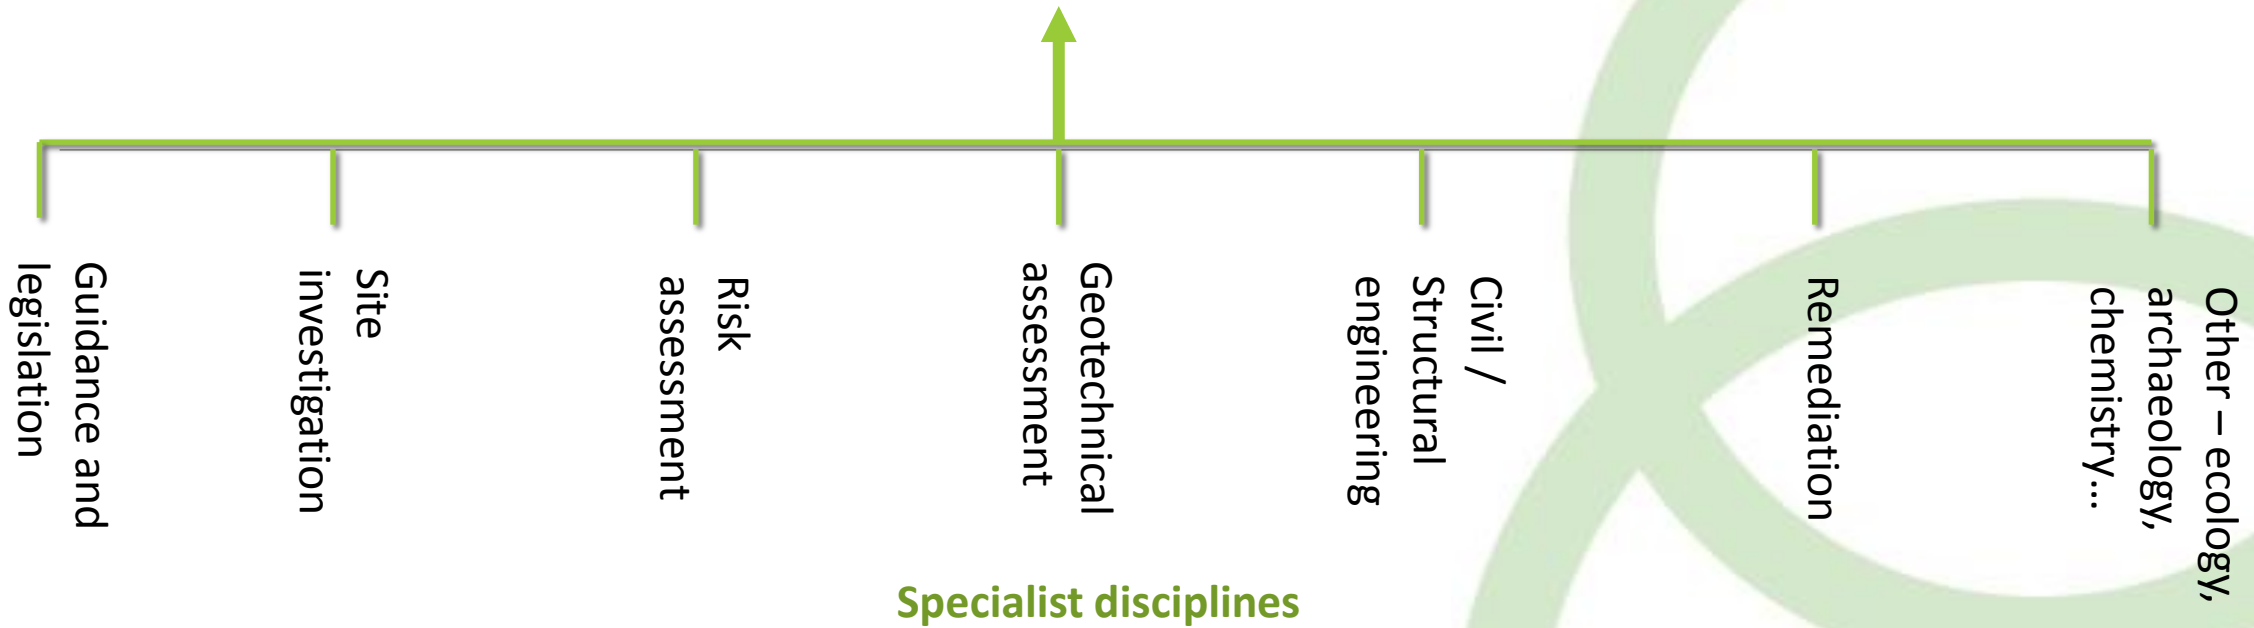 Guidance and
legislation
Site
investigation
Risk
assessment
Geotechnical
assessment
Civil /
Structural
engineering
Remediation
Other – ecology,
archaeology,
chemistry...
Specialist disciplines